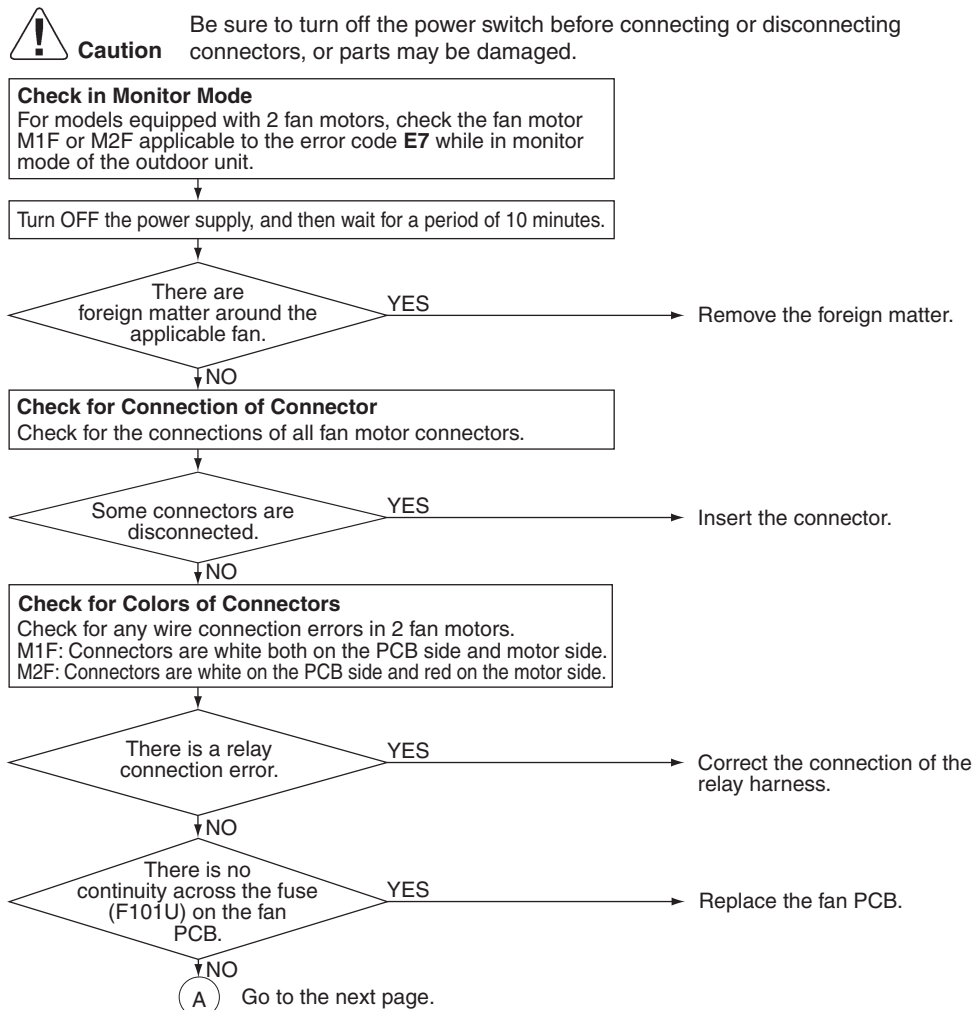 Be sure to turn off the power switch before connecting or disconnecting
Caution connectors, or parts may be damaged.
Check in Monitor Mode
For models equipped with 2 fan motors, check the fan motor
M1F or M2F applicable to the error code E7 while in monitor
mode of the outdoor unit.
Turn OFF the power supply, and then wait for a period of 10 minutes.
There are
foreign matter around the
applicable fan.
YES
Remove the foreign matter.
NO
Check for Connection of Connector
Check for the connections of all fan motor connectors.
Some connectors are
disconnected.
YES
Insert the connector.
NO
Check for Colors of Connectors
Check for any wire connection errors in 2 fan motors.
M1F: Connectors are white both on the PCB side and motor side.
M2F: Connectors are white on the PCB side and red on the motor side.
There is a relay
connection error.
YES
Correct the connection of the
relay harness.
NO
There is no
continuity across the fuse
(F101U) on the fan
PCB.
YES
Replace the fan PCB.
NO
A Go to the next page.